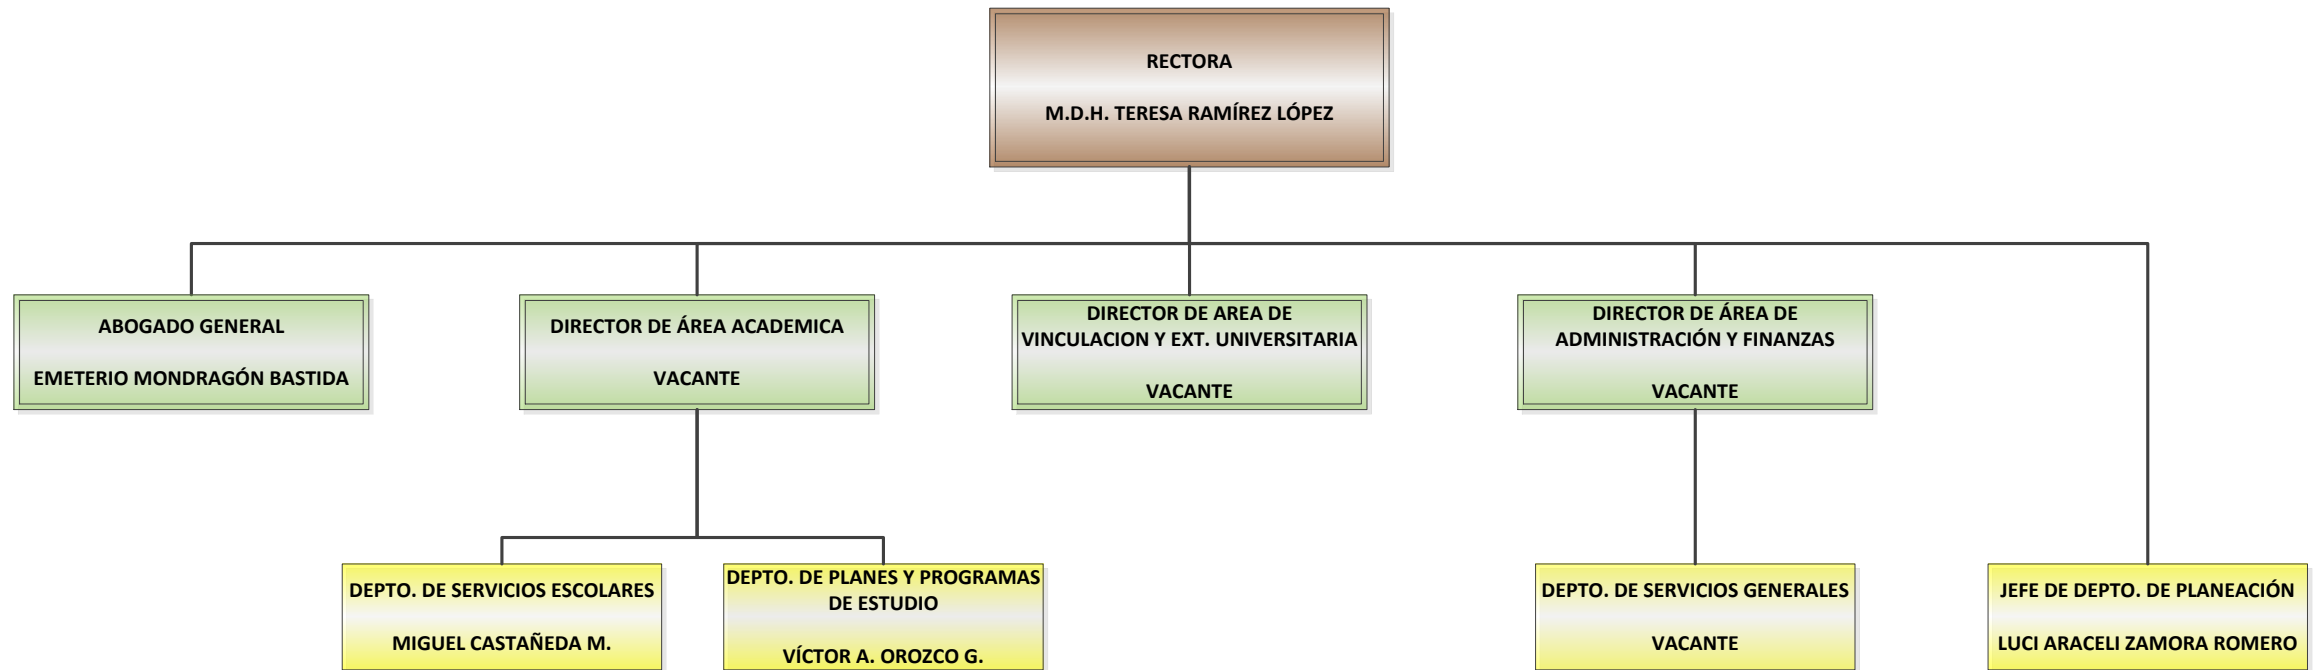 RECTORA
M.D.H. TERESA RAMÍREZ LÓPEZ
ABOGADO GENERAL
EMETERIO MONDRAGÓN BASTIDA
DIRECTOR DE ÁREA ACADEMICA
VACANTE
DIRECTOR DE AREA DE
VINCULACION Y EXT. UNIVERSITARIA
VACANTE
DIRECTOR DE ÁREA DE
ADMINISTRACIÓN Y FINANZAS
VACANTE
DEPTO. DE SERVICIOS ESCOLARES
MIGUEL CASTAÑEDA M.
DEPTO. DE PLANES Y PROGRAMAS
DE ESTUDIO
VÍCTOR A. OROZCO G.
DEPTO. DE SERVICIOS GENERALES
VACANTE
JEFE DE DEPTO. DE PLANEACIÓN
LUCI ARACELI ZAMORA ROMERO